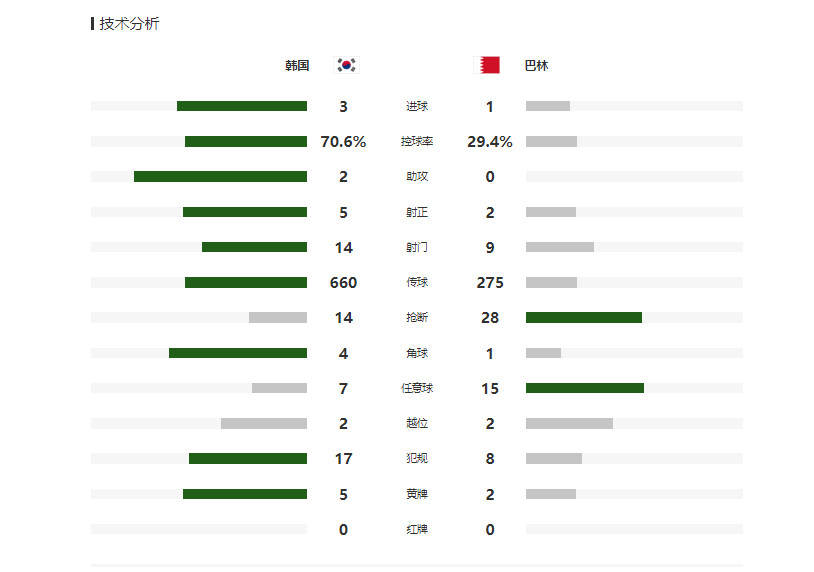 技术分析
韩国 巴林
3 进球 1
70.6% 控球率 29.4%
2 助攻 0
5 射正 2
14 射门 9
660 传球 275
14 抢断 28
4 角球 1
7 任意球 15
2 越位 2
17 犯规 8
5 黄牌 2
0 红牌 0